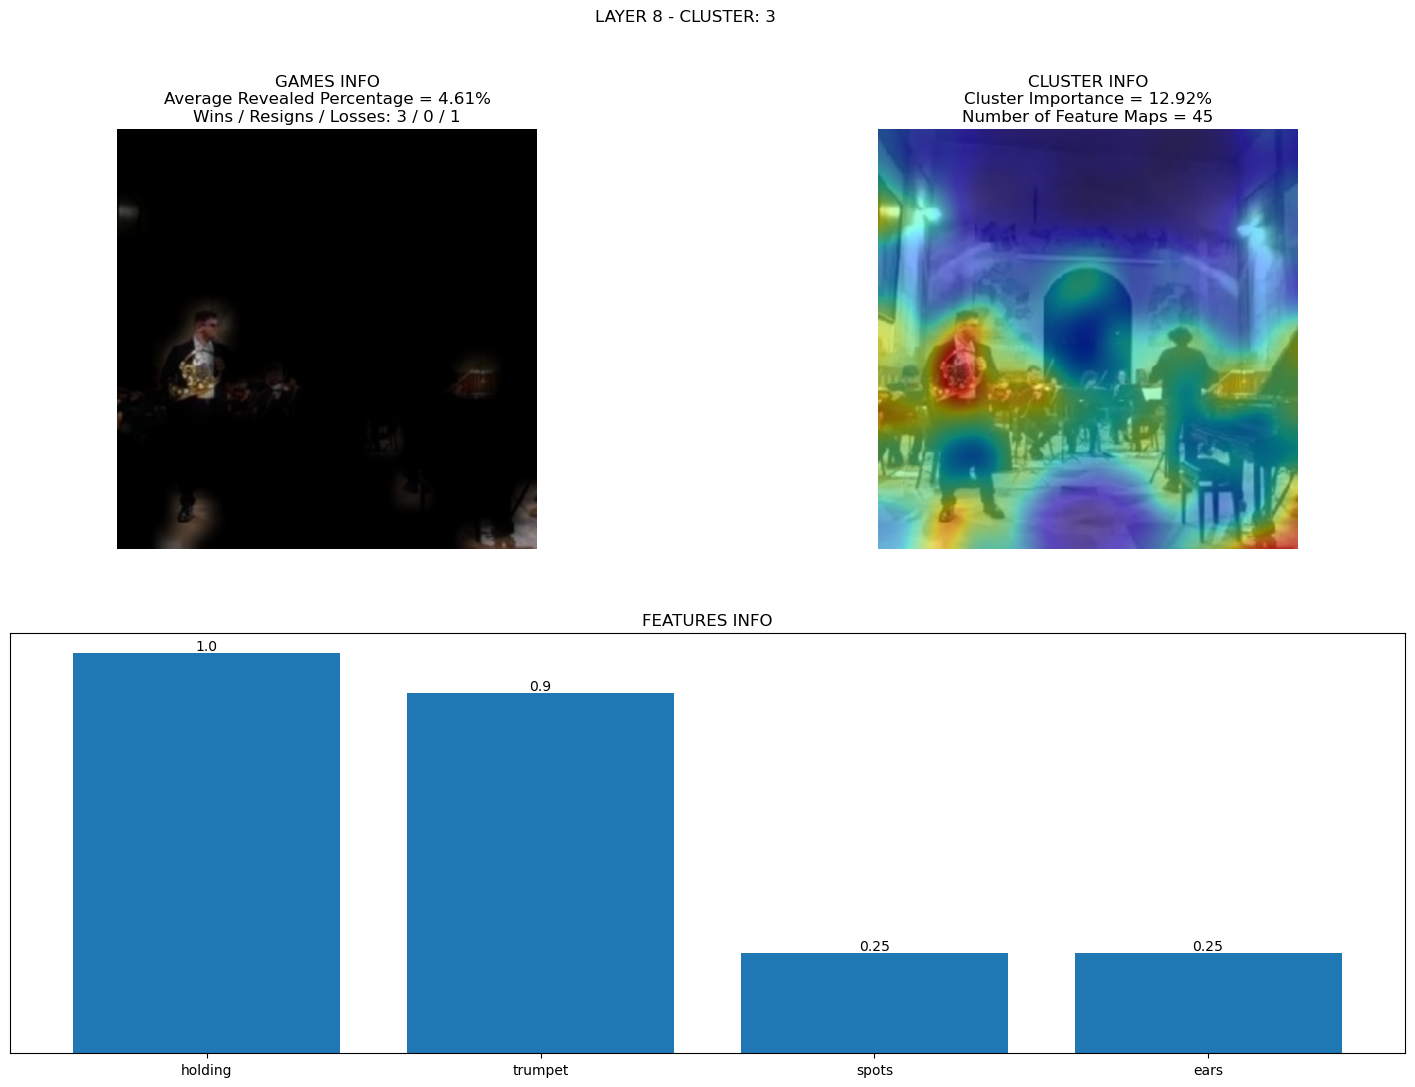 LAYER 8 - CLUSTER: 3
GAMES INFO
Average Revealed Percentage = 4.61%
Wins / Resigns / Losses: 3 / 0 / 1
CLUSTER INFO
Cluster Importance = 12.92%
Number of Feature Maps = 45
FEATURES INFO
1.0
0.9
0.25
0.25
holding
trumpet
spots
ears